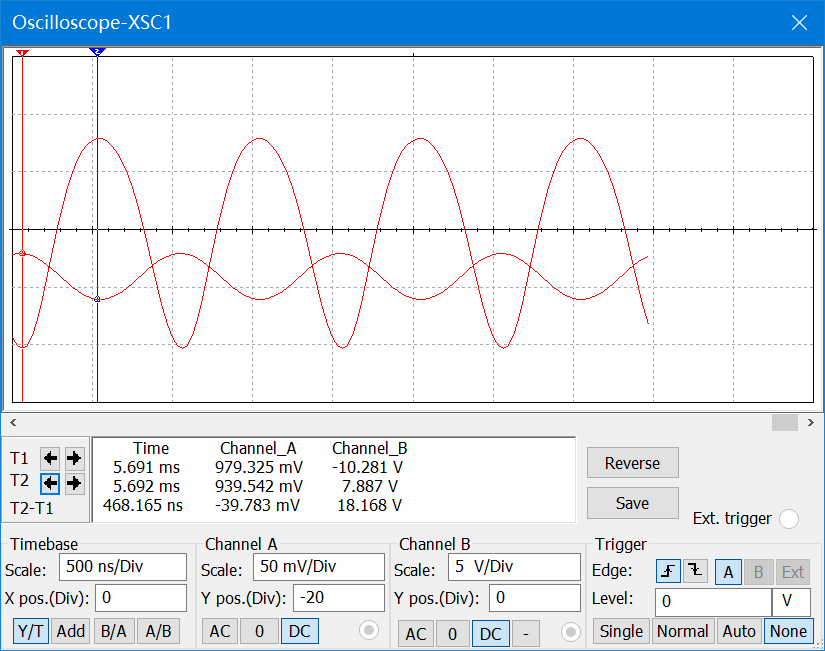 Oscilloscope-XSC1
1 2
Time Channel_A Channel_B
T1 5.691 ms 979.325 mV -10.281 V
T2 5.692 ms 939.542 mV 7.887 V
T2-T1 468.165 ns -39.783 mV 18.168 V
Reverse
Save
Ext. trigger
Timebase Channel A Channel B Trigger
Scale: 500 ns/Div Scale: 50 mV/Div Scale: 5 V/Div Edge: A B Ext
X pos.(Div): 0 Y pos.(Div): -20 Y pos.(Div): 0 Level: 0 V
Y/T Add B/A A/B AC 0 DC AC 0 DC - Single Normal Auto None